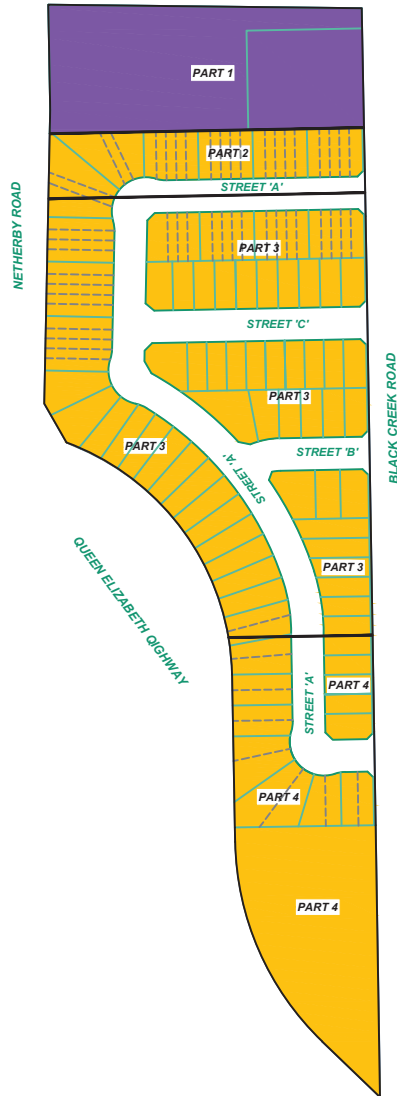 PART 1
PART 2
STREET 'A'
NETHERBY ROAD
PART 3
STREET 'C'
BLACK CREEK ROAD
PART 3
STREET 'B'
PART 3
STREET 'A'
QUEEN ELIZABETH QIGHWAY
PART 3
PART 4
STREET 'A'
PART 4
PART 4